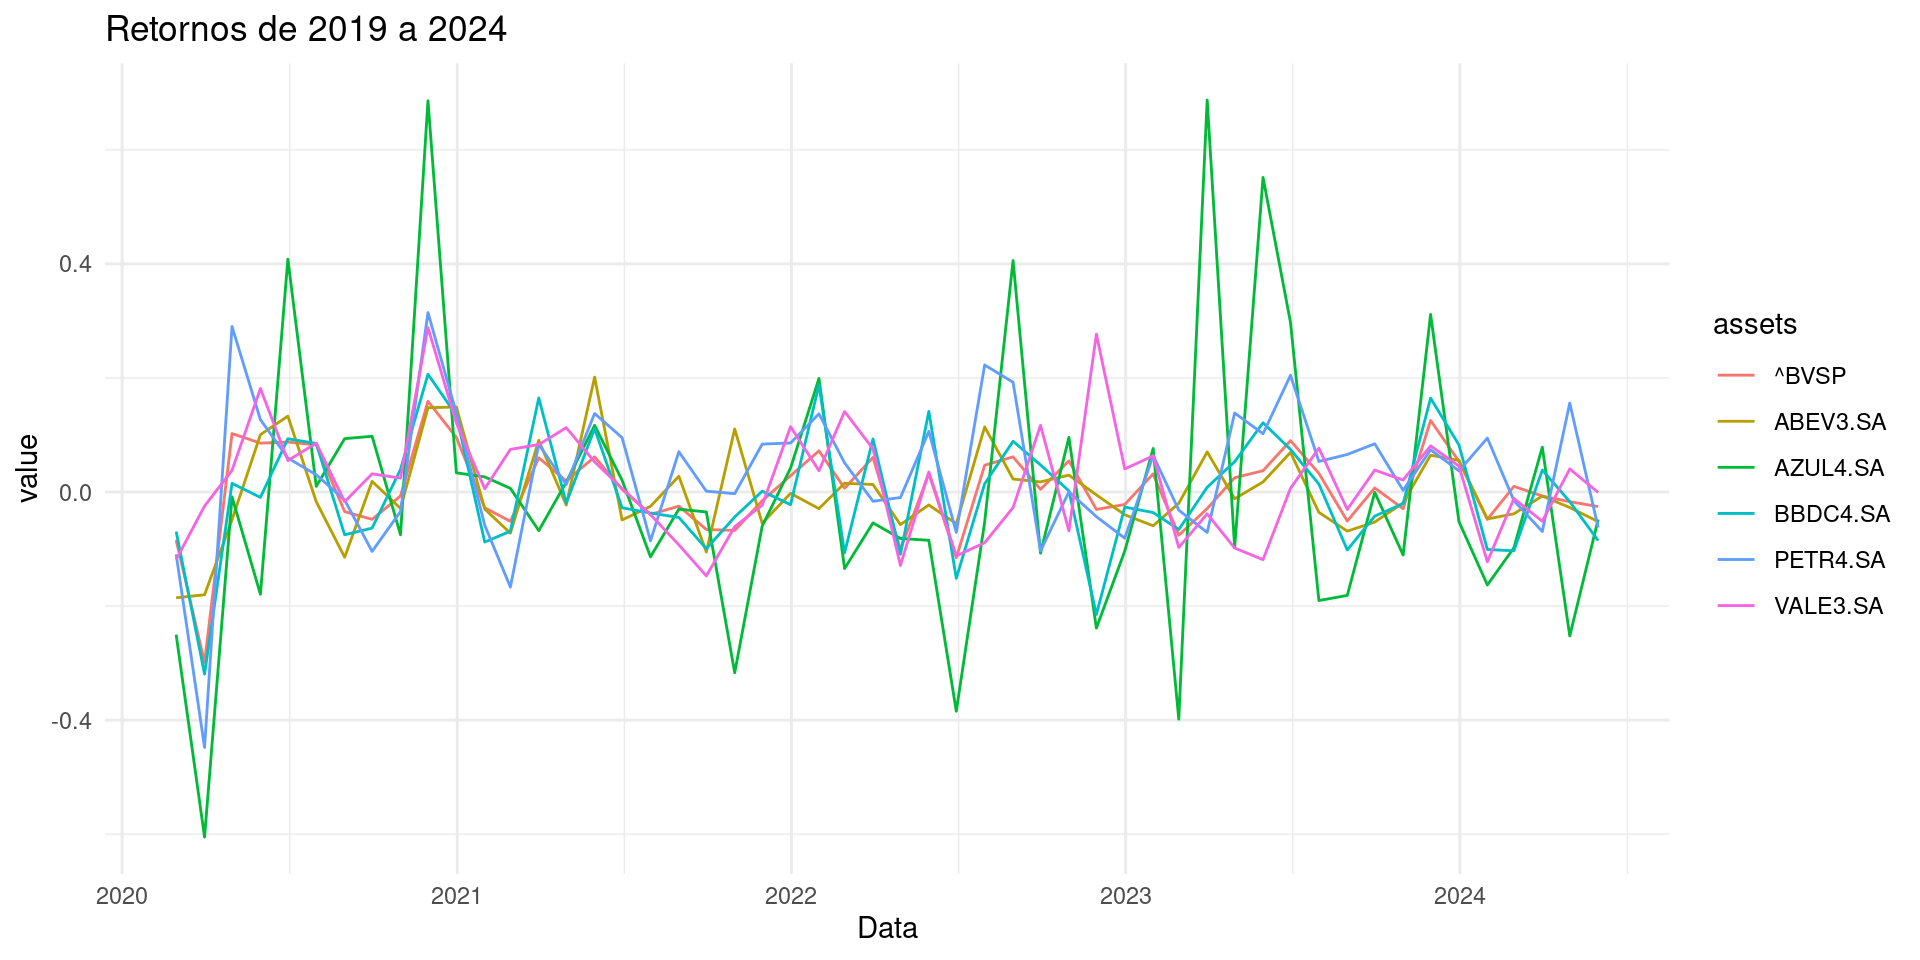 Retornos de 2019 a 2024
value
0.4
0.0
-0.4
2020
2021
2022
2023
2024
Data
assets
^BVSP
ABEV3.SA
AZUL4.SA
BBDC4.SA
PETR4.SA
VALE3.SA